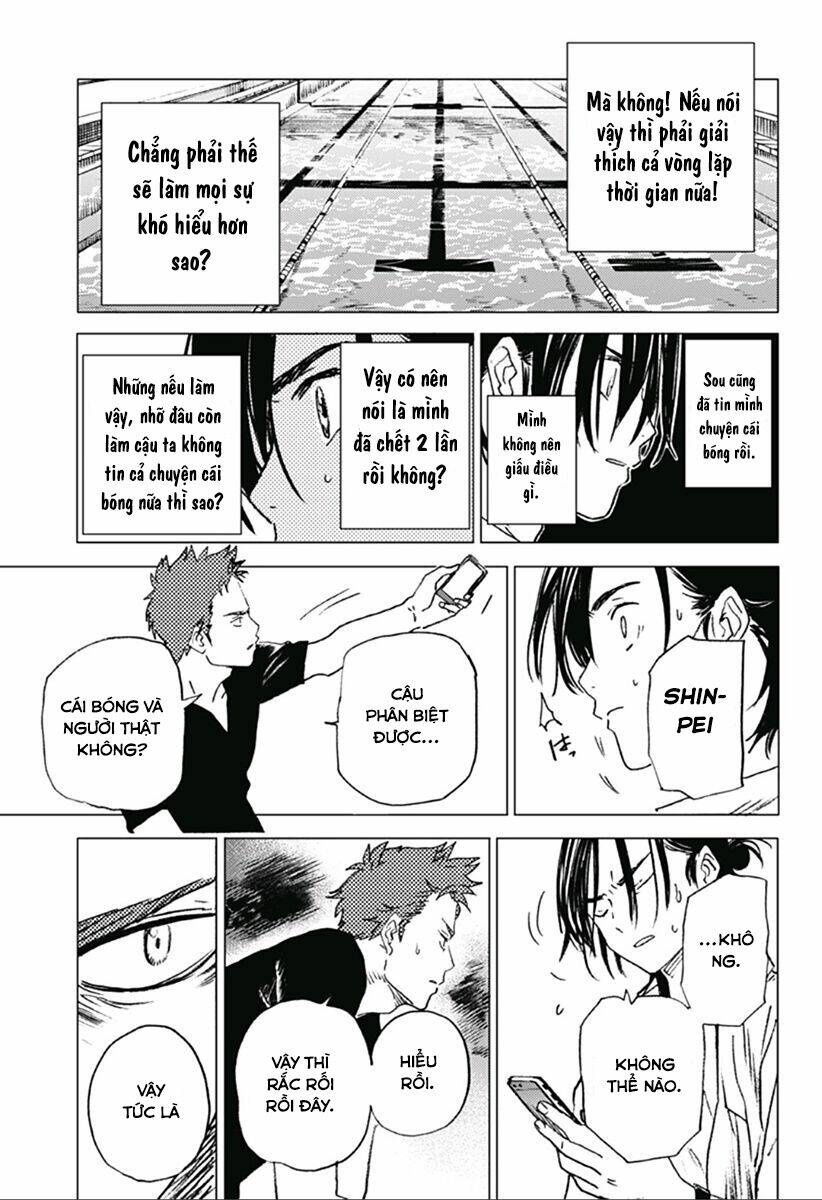 Mà không! Nếu nói
vậy thì phải giải
thích cả vòng lặp
thời gian nữa!
Chẳng phải thế
sẽ làm mọi sự
khó hiểu hơn
sao?
Sou cũng
đã tin mình
chuyện cái
bóng rồi.
Mình
không nên
giấu điều
gì.
Vậy có nên
nói là mình
đã chết 2 lần
rồi không?
Những nếu làm
vậy, nhỡ đâu còn
làm cậu ta không
tin cả chuyện cái
bóng nữa thì sao?
SHIN-
PEI
はっ
CẬU
PHÂN BIỆT
ĐƯỢC...
CÁI BÓNG VÀ
NGƯỜI THẬT
KHÔNG?
...KHÔ
NG.
KHÔNG
THỂ NÀO.
HIỂU
RỒI.
VẬY THÌ
RẮC RỐI
RỒI ĐÂY.
VẬY
TỨC LÀ